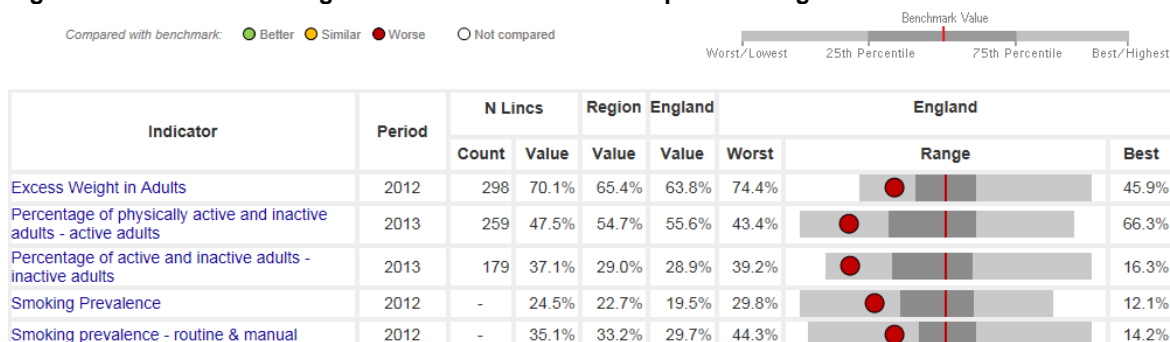 Compared with benchmark: Better Similar Worse Not compared
Benchmark Value
Worst/Lowest 25th Percentile 75th Percentile Best/Highest
Indicator Period N Lincs Region England England
Count Value Value Value Worst Range Best
Excess Weight in Adults 2012 298 70.1% 65.4% 63.8% 74.4% 45.9%
Percentage of physically active and inactive
adults - active adults 2013 259 47.5% 54.7% 55.6% 43.4% 66.3%
Percentage of active and inactive adults -
inactive adults 2013 179 37.1% 29.0% 28.9% 39.2% 16.3%
Smoking Prevalence 2012 - 24.5% 22.7% 19.5% 29.8% 12.1%
Smoking prevalence - routine & manual 2012 - 35.1% 33.2% 29.7% 44.3% 14.2%